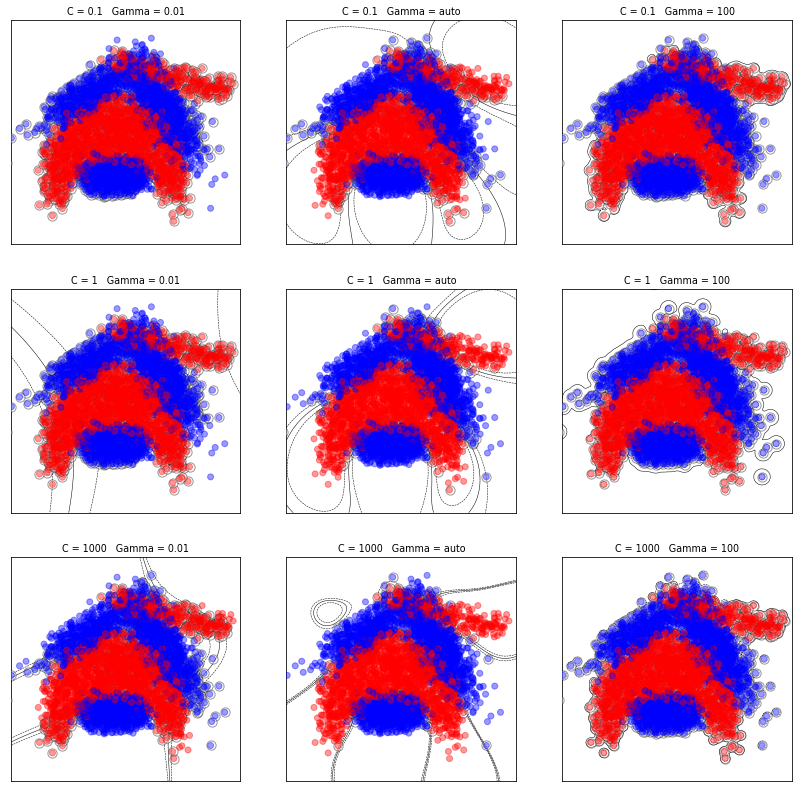 C = 0.1 Gamma = 0.01
C = 0.1 Gamma = auto
C = 0.1 Gamma = 100
C = 1 Gamma = 0.01
C = 1 Gamma = auto
C = 1 Gamma = 100
C = 1000 Gamma = 0.01
C = 1000 Gamma = auto
C = 1000 Gamma = 100